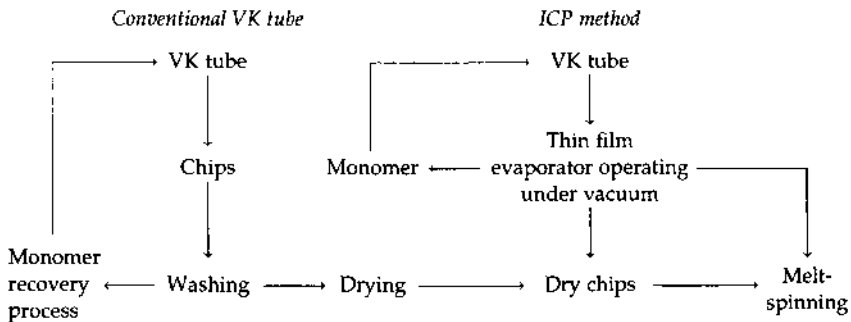 Conventional VK tube
ICP method
VK tube
VK tube
Chips
Monomer
Thin film
evaporator operating
under vacuum
Monomer
recovery
process
Washing
Drying
Dry chips
Melt-
spinning